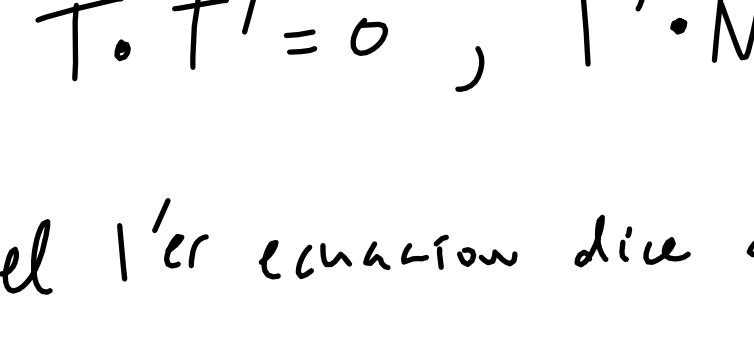 T · T' = 0 , T' · N
el 1'er ecuacion dice